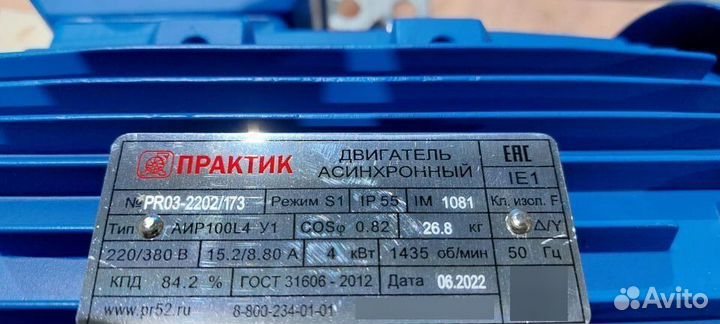 ПРАКТИК
ДВИГАТЕЛЬ
АСИНХРОННЫЙ
ЕАС
IE1
№ PR03-2202/173 Режим S1 IP 55 IM 1081 Кл. изол. F
Тип АИР100L4 У1 COSφ 0.82 26.8 кг Δ/Y
220/380 В 15.2/8.80 А 4 кВт 1435 об/мин 50 Гц
КПД 84.2 % ГОСТ 31606 - 2012 Дата 06.2022
www.pr52.ru 8-800-234-01-01
Avito